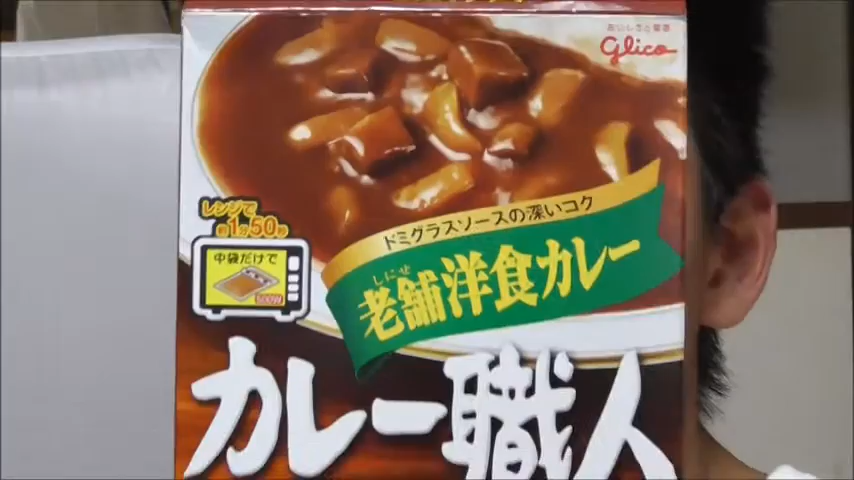 おいしさと健康
Glico
レンジで
約1分50秒
中袋だけで
500W
ドミグラスソースの深いコク
しにせ
老舗洋食カレー
カレー職人